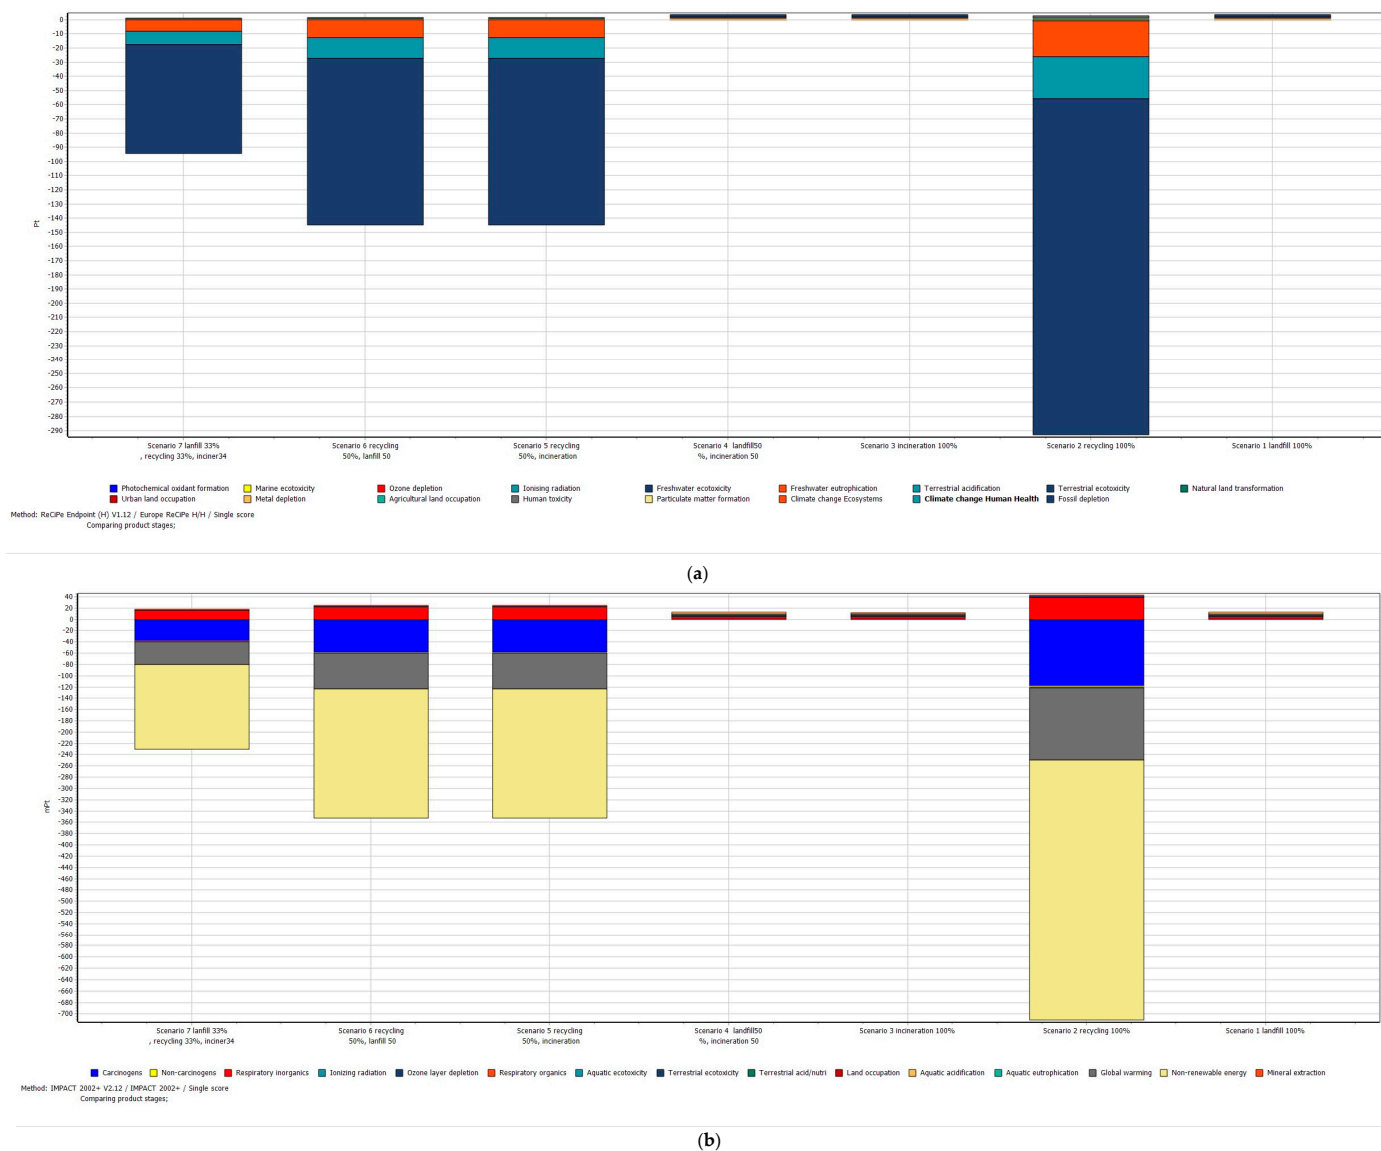 0
-10
-20
-30
-40
-50
-60
-70
-80
-90
-100
-110
-120
-130
-140
-150
-160
-170
-180
-190
-200
-210
-220
-230
-240
-250
-260
-270
-280
-290
Pt
Scenario 7 lanfill 33%
, recycling 33%, inciner34
Scenario 6 recycling
50%, lanfill 50
Scenario 5 recycling
50%, incineration
Scenario 4 landfill50
%, incineration 50
Scenario 3 incineration 100%
Scenario 2 recycling 100%
Scenario 1 landfill 100%
Photochemical oxidant formation Marine ecotoxicity Ozone depletion Ionising radiation Freshwater ecotoxicity Freshwater eutrophication Terrestrial acidification Terrestrial ecotoxicity Natural land transformation
Urban land occupation Metal depletion Agricultural land occupation Human toxicity Particulate matter formation Climate change Ecosystems Climate change Human Health Fossil depletion
Method: ReCiPe Endpoint (H) V1.12 / Europe ReCiPe H/H / Single score
Comparing product stages;
(a)
40
20
0
-20
-40
-60
-80
-100
-120
-140
-160
-180
-200
-220
-240
-260
-280
-300
-320
-340
-360
-380
-400
-420
-440
-460
-480
-500
-520
-540
-560
-580
-600
-620
-640
-660
-680
-700
mPt
Scenario 7 lanfill 33%
, recycling 33%, inciner34
Scenario 6 recycling
50%, lanfill 50
Scenario 5 recycling
50%, incineration
Scenario 4 landfill50
%, incineration 50
Scenario 3 incineration 100%
Scenario 2 recycling 100%
Scenario 1 landfill 100%
Carcinogens Non-carcinogens Respiratory inorganics Ionizing radiation Ozone layer depletion Respiratory organics Aquatic ecotoxicity Terrestrial ecotoxicity Terrestrial acid/nutri Land occupation Aquatic acidification Aquatic eutrophication Global warming Non-renewable energy Mineral extraction
Method: IMPACT 2002+ V2.12 / IMPACT 2002+ / Single score
Comparing product stages;
(b)